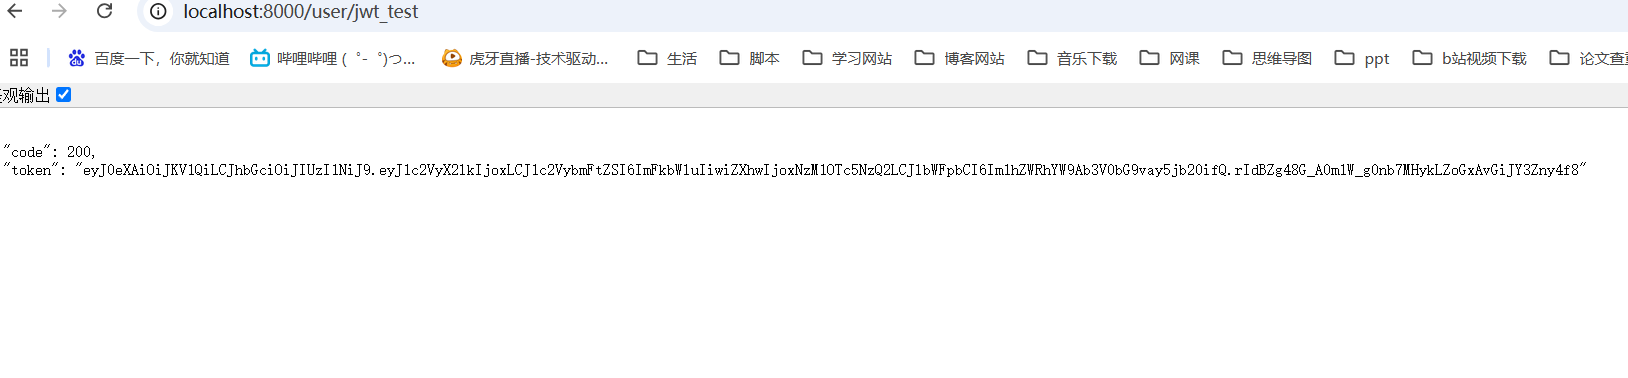 localhost:8000/user/jwt_test
百度一下，你就知道 哔哩哔哩 (゜-゜)つ... 虎牙直播-技术驱动... 生活 脚本 学习网站 博客网站 音乐下载 网课 思维导图 ppt b站视频下载 论文查重
美观输出
"code": 200,
"token": "eyJ0eXAiOiJKV1QiLCJhbGciOiJIUzI1NiJ9.eyJ1c2VyX2lkIjoxLCJ1c2VybmFtZSI6ImFkbWluIiwiZXhwIjoxNzM1OTc5NzQ2LCJ1bWFpbCI6Im1hZWRhYW9Ab3V0bG9vay5jb20ifQ.rIdBZg48G_A0m1W_g0nb7MHykLZoGxAvGiJY3Zny4f8"